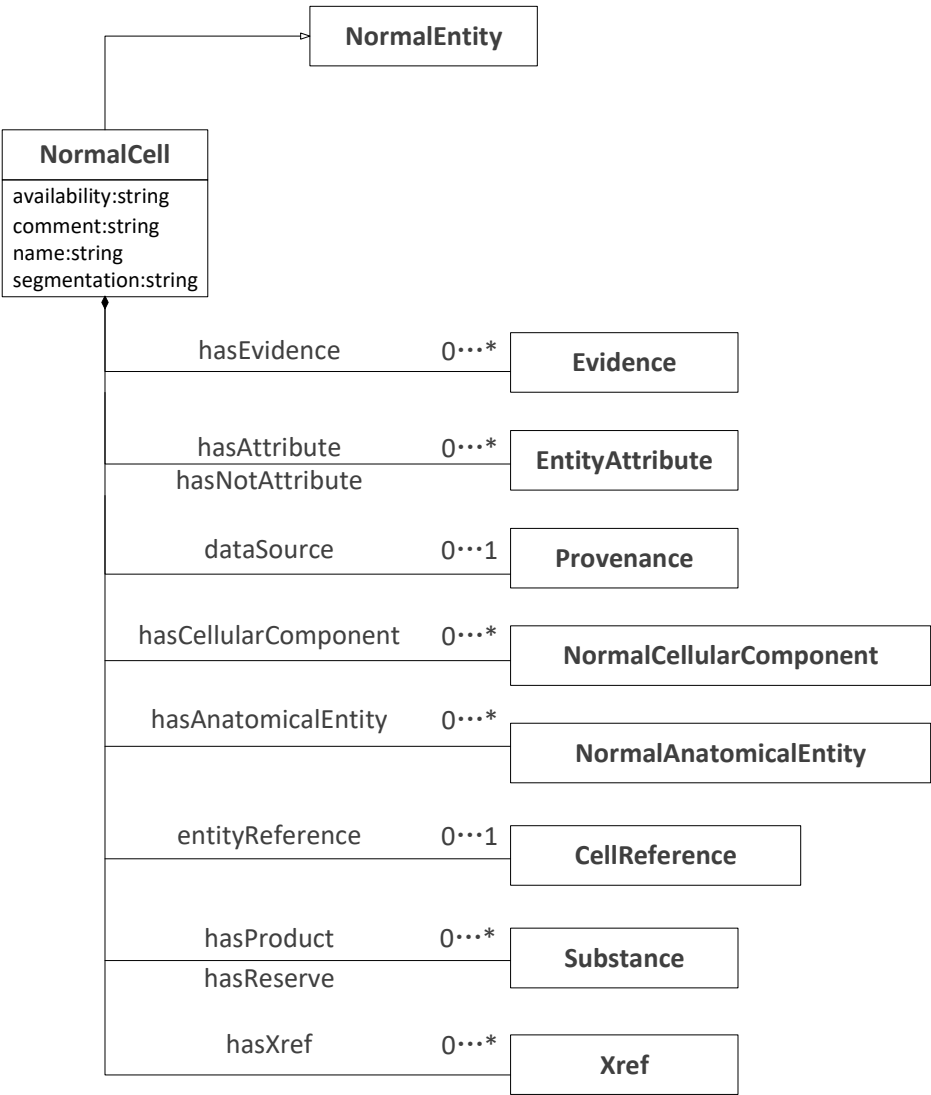 NormalEntity
NormalCell
availability:string
comment:string
name:string
segmentation:string
hasEvidence 0···*
Evidence
hasAttribute 0···*
EntityAttribute
hasNotAttribute
dataSource 0···1
Provenance
hasCellularComponent 0···*
NormalCellularComponent
hasAnatomicalEntity 0···*
NormalAnatomicalEntity
entityReference 0···1
CellReference
hasProduct 0···*
Substance
hasReserve
hasXref 0···*
Xref